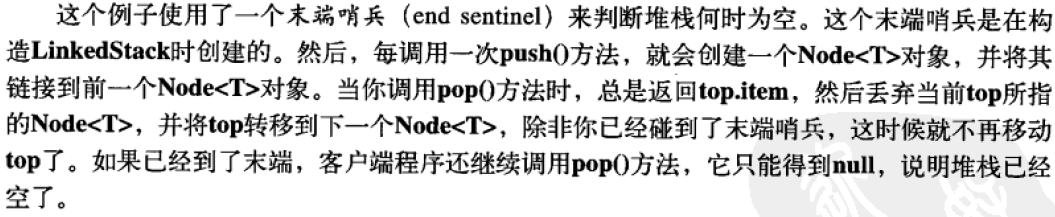 这个例子使用了一个末端哨兵（end sentinel）来判断堆栈何时为空。这个末端哨兵是在构
造LinkedStack时创建的。然后，每调用一次push()方法，就会创建一个Node<T>对象，并将其
链接到前一个Node<T>对象。当你调用pop()方法时，总是返回top.item，然后丢弃当前top所指
的Node<T>，并将top转移到下一个Node<T>，除非你已经碰到了末端哨兵，这时候就不再移动
top了。如果已经到了末端，客户端程序还继续调用pop()方法，它只能得到null，说明堆栈已经
空了。